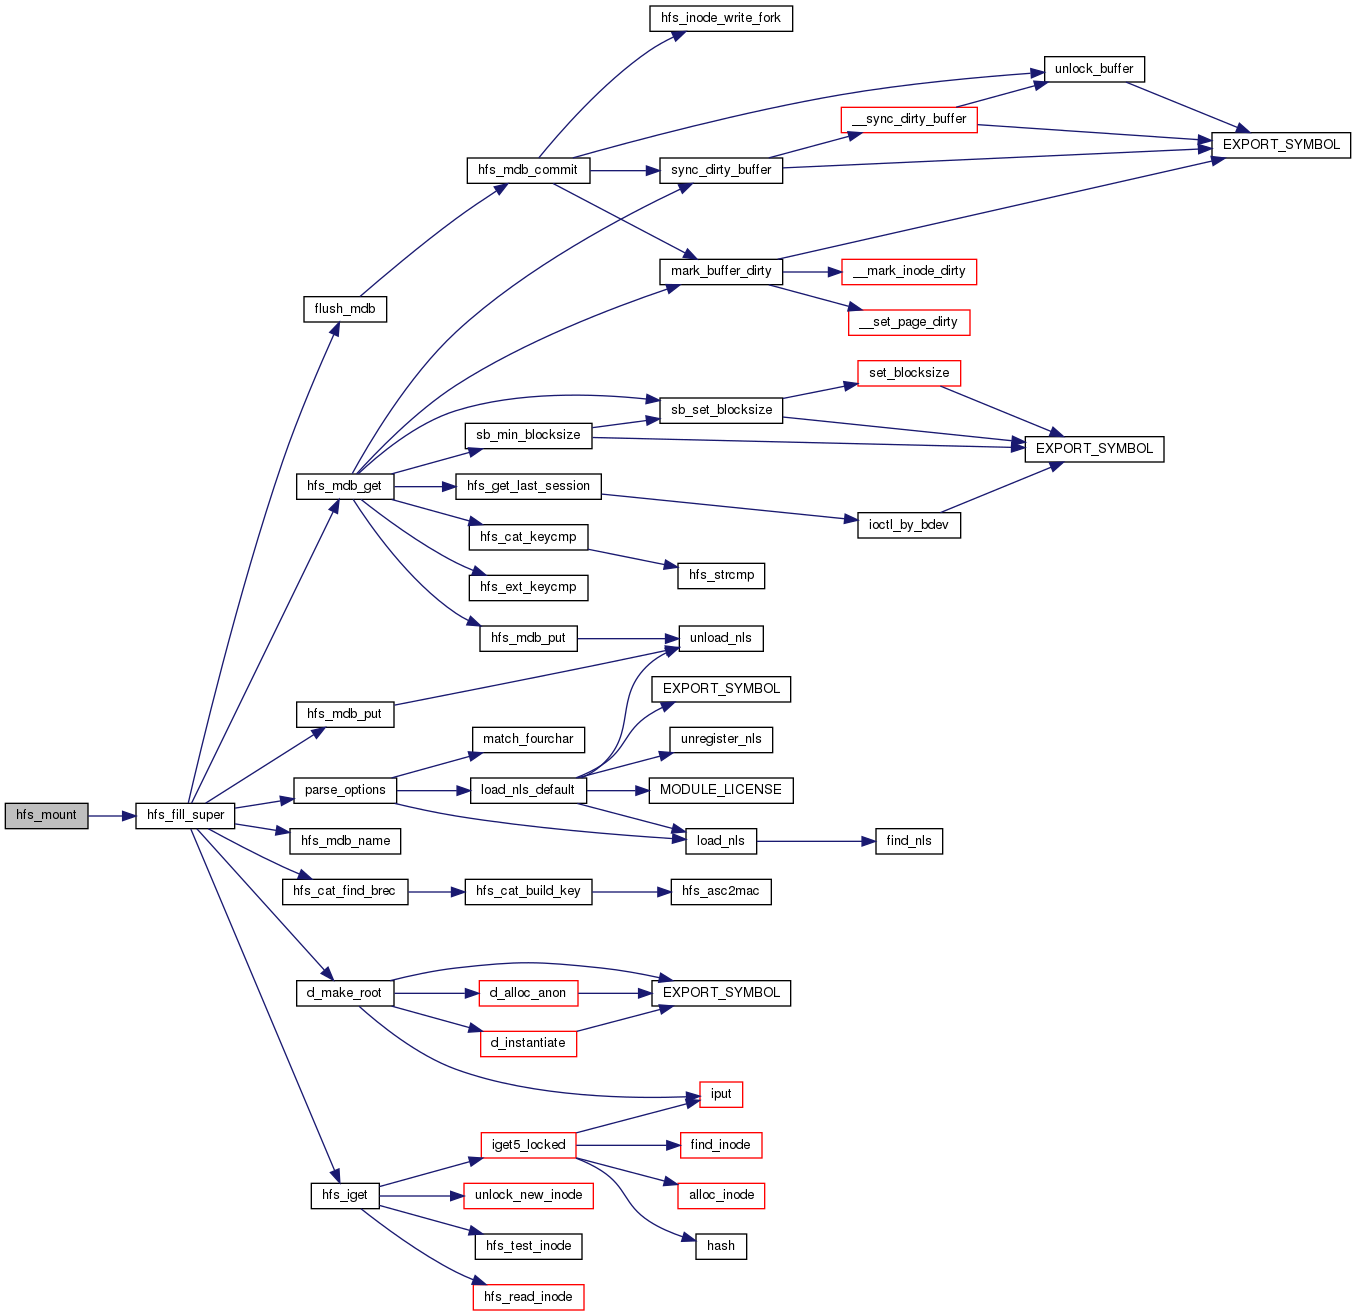 hfs_inode_write_fork
unlock_buffer
__sync_dirty_buffer
EXPORT_SYMBOL
hfs_mdb_commit
sync_dirty_buffer
mark_buffer_dirty
__mark_inode_dirty
flush_mdb
__set_page_dirty
set_blocksize
sb_set_blocksize
sb_min_blocksize
EXPORT_SYMBOL
hfs_mdb_get
hfs_get_last_session
ioctl_by_bdev
hfs_cat_keycmp
hfs_strcmp
hfs_ext_keycmp
hfs_mdb_put
unload_nls
EXPORT_SYMBOL
hfs_mdb_put
match_fourchar
unregister_nls
parse_options
load_nls_default
MODULE_LICENSE
hfs_mount
hfs_fill_super
hfs_mdb_name
load_nls
find_nls
hfs_cat_find_brec
hfs_cat_build_key
hfs_asc2mac
d_make_root
d_alloc_anon
EXPORT_SYMBOL
d_instantiate
iput
iget5_locked
find_inode
hfs_iget
unlock_new_inode
alloc_inode
hfs_test_inode
hash
hfs_read_inode